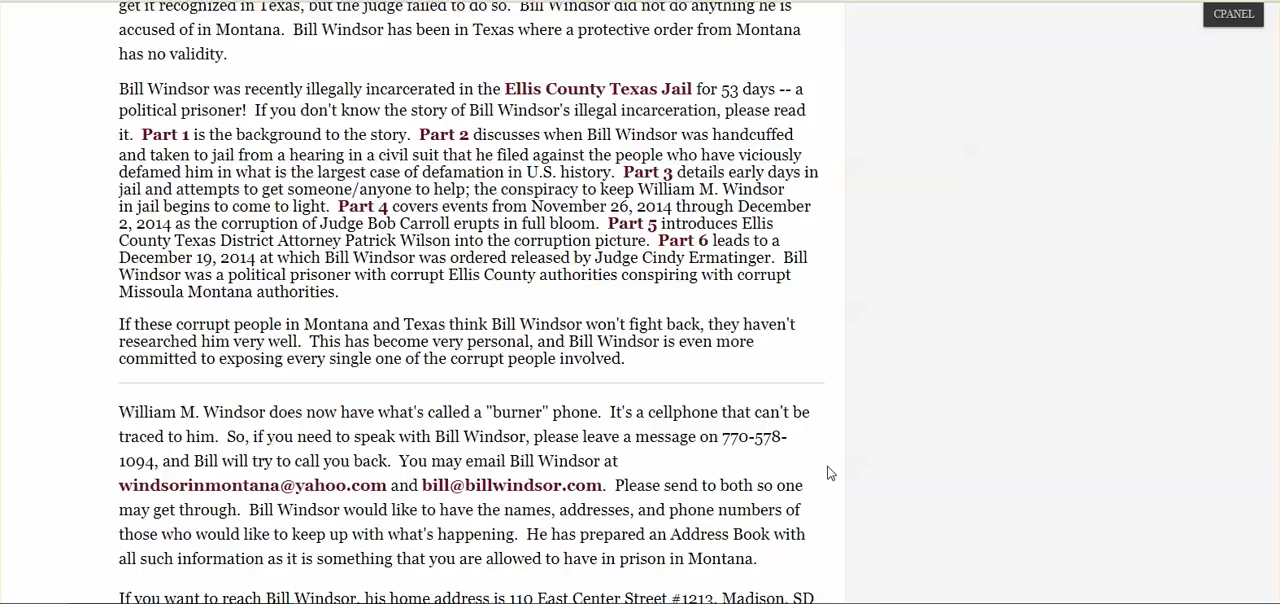 get it recognized in Texas, but the judge failed to do so.  Bill Windsor did not do anything he is
CPANEL
accused of in Montana.  Bill Windsor has been in Texas where a protective order from Montana
has no validity.
Bill Windsor was recently illegally incarcerated in the Ellis County Texas Jail for 53 days -- a
political prisoner!  If you don't know the story of Bill Windsor's illegal incarceration, please read
it.  Part 1 is the background to the story.  Part 2 discusses when Bill Windsor was handcuffed
and taken to jail from a hearing in a civil suit that he filed against the people who have viciously
defamed him in what is the largest case of defamation in U.S. history.  Part 3 details early days in
jail and attempts to get someone/anyone to help; the conspiracy to keep William M. Windsor
in jail begins to come to light.  Part 4 covers events from November 26, 2014 through December
2, 2014 as the corruption of Judge Bob Carroll erupts in full bloom.  Part 5 introduces Ellis
County Texas District Attorney Patrick Wilson into the corruption picture.  Part 6 leads to a
December 19, 2014 at which Bill Windsor was ordered released by Judge Cindy Ermatinger.  Bill
Windsor was a political prisoner with corrupt Ellis County authorities conspiring with corrupt
Missoula Montana authorities.
If these corrupt people in Montana and Texas think Bill Windsor won't fight back, they haven't
researched him very well.  This has become very personal, and Bill Windsor is even more
committed to exposing every single one of the corrupt people involved.
William M. Windsor does now have what's called a "burner" phone.  It's a cellphone that can't be
traced to him.  So, if you need to speak with Bill Windsor, please leave a message on 770-578-
1094, and Bill will try to call you back.  You may email Bill Windsor at
windsorinmontana@yahoo.com and bill@billwindsor.com.  Please send to both so one
may get through.  Bill Windsor would like to have the names, addresses, and phone numbers of
those who would like to keep up with what's happening.  He has prepared an Address Book with
all such information as it is something that you are allowed to have in prison in Montana.
If you want to reach Bill Windsor, his home address is 110 East Center Street #1213, Madison, SD